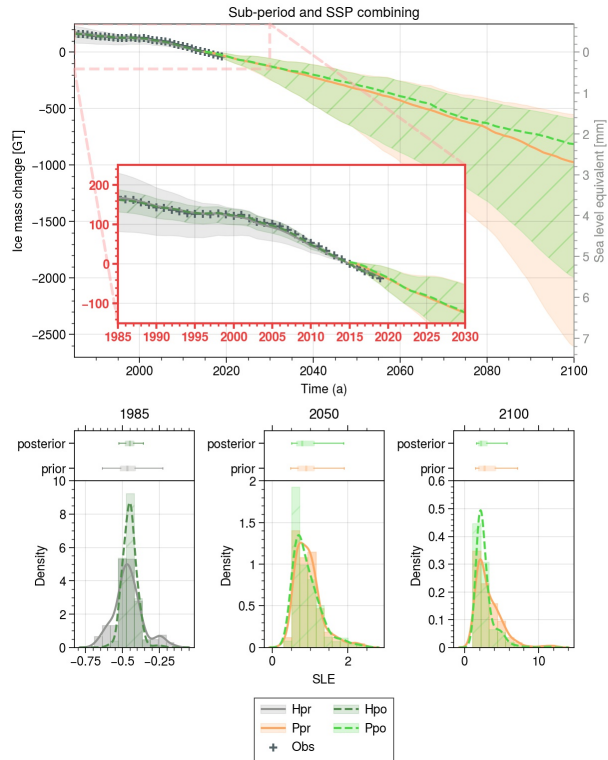 Sub-period and SSP combining
0
−500
−1000
−1500
−2000
−2500
Ice mass change [GT]
0
1
2
3
4
5
6
7
Sea level equivalent [mm]
200
100
0
−100
1985 1990 1995 2000 2005 2010 2015 2020 2025 2030
2000 2020 2040 2060 2080 2100
Time (a)
1985 2050 2100
posterior posterior posterior
prior prior prior
10
8
6
4
2
0
Density
−0.75 −0.5 −0.25
2
1.5
1
0.5
0
Density
0 2
SLE
0.6
0.5
0.4
0.3
0.2
0.1
0
Density
0 10
Hpr Hpo
Ppr Ppo
Obs